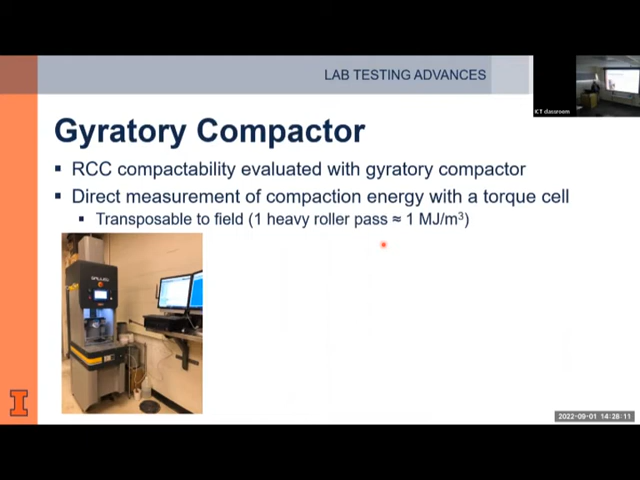 LAB TESTING ADVANCES
ICT classroom
Gyratory Compactor
▪ RCC compactability evaluated with gyratory compactor
▪ Direct measurement of compaction energy with a torque cell
▪ Transposable to field (1 heavy roller pass ≈ 1 MJ/m³)
I
2022-09-01 14:28:11